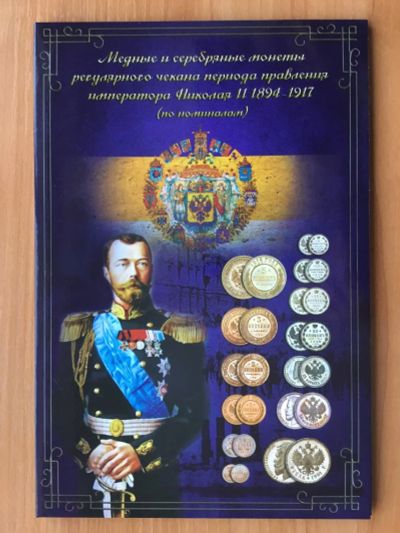 Медные и серебряные монеты
регулярного чекана периода правления
императора Николая II 1894-1917
(по номиналам)